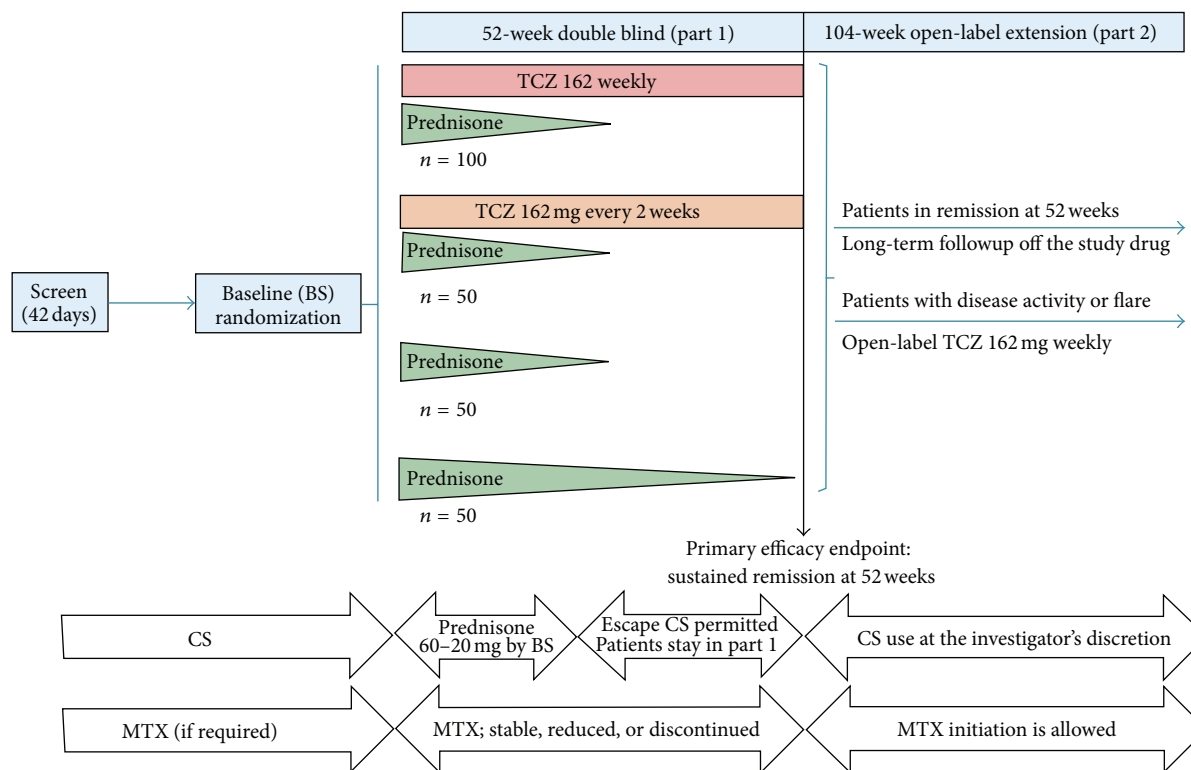 52-week double blind (part 1)
104-week open-label extension (part 2)
TCZ 162 weekly
Prednisone
n = 100
TCZ 162 mg every 2 weeks
Prednisone
n = 50
Prednisone
n = 50
Prednisone
n = 50
Screen
(42 days)
Baseline (BS)
randomization
Patients in remission at 52 weeks
Long-term followup off the study drug
Patients with disease activity or flare
Open-label TCZ 162 mg weekly
Primary efficacy endpoint:
sustained remission at 52 weeks
CS
Prednisone
60–20 mg by BS
Escape CS permitted
Patients stay in part 1
CS use at the investigator's discretion
MTX (if required)
MTX; stable, reduced, or discontinued
MTX initiation is allowed